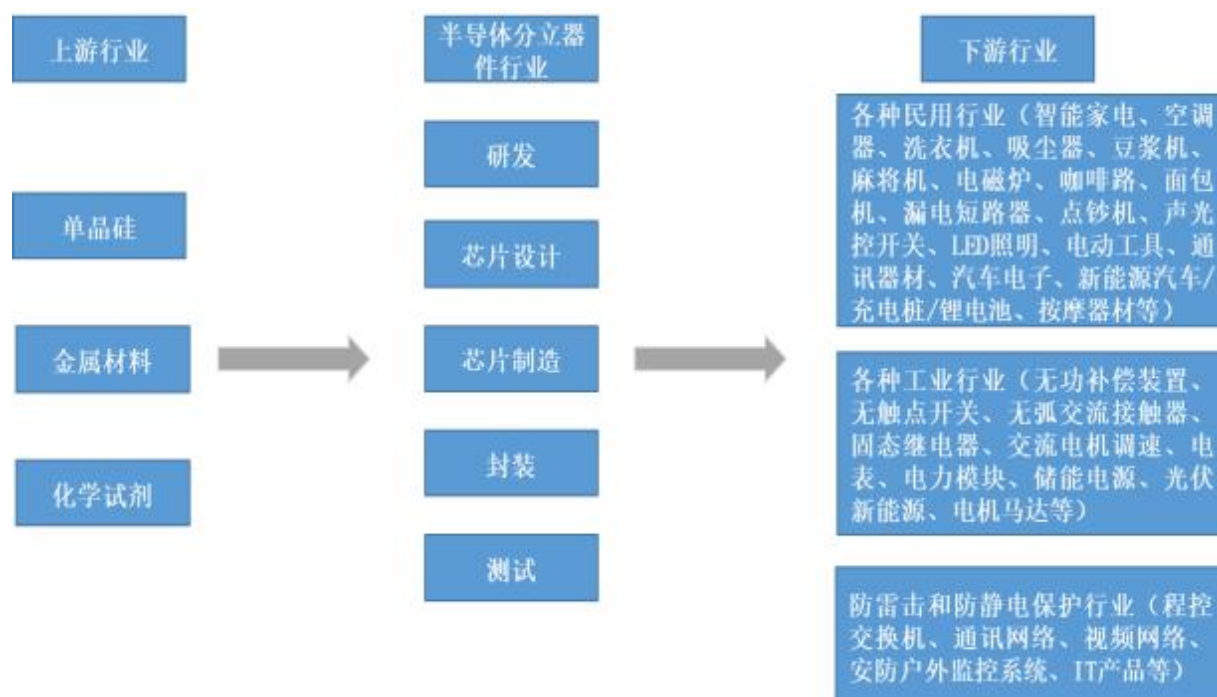 上游行业
单品硅
金属材料
化学试剂
半导体分立器
件行业
研发
芯片设计
芯片制造
封装
测试
下游行业
各种民用行业（智能家电、空调
器、洗衣机、吸尘器、豆浆机、
麻将机、电磁炉、咖啡路、面包
机、漏电短路器、点钞机、声光
控开关、LED照明、电动工具、通
讯器材、汽车电子、新能源汽车/
充电桩/锂电池、按摩器材等）
各种工业行业（无功补偿装置、
无触点开关、无弧交流接触器、
固态继电器、交流电机调速、电
表、电力模块、储能电源、光伏
新能源、电机马达等）
防雷击和防静电保护行业（程控
交换机、通讯网络、视频网络、
安防户外监控系统、IT产品等）